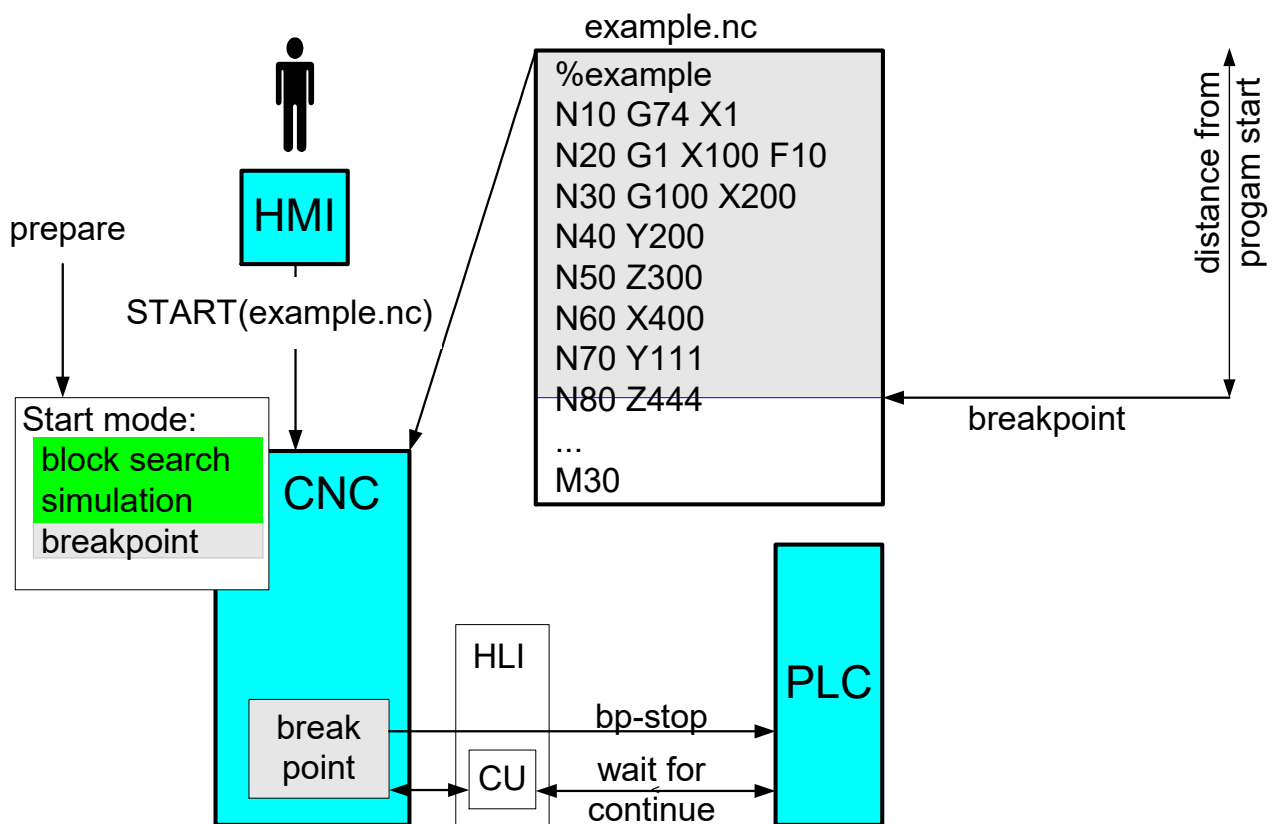 example.nc
%example
N10 G74 X1
N20 G1 X100 F10
N30 G100 X200
N40 Y200
N50 Z300
N60 X400
N70 Y111
N80 Z444
...
M30
distance from
progam start
breakpoint
HMI
prepare
START(example.nc)
Start mode:
block search
simulation
breakpoint
CNC
HLI
PLC
break
point
bp-stop
CU
wait for
continue